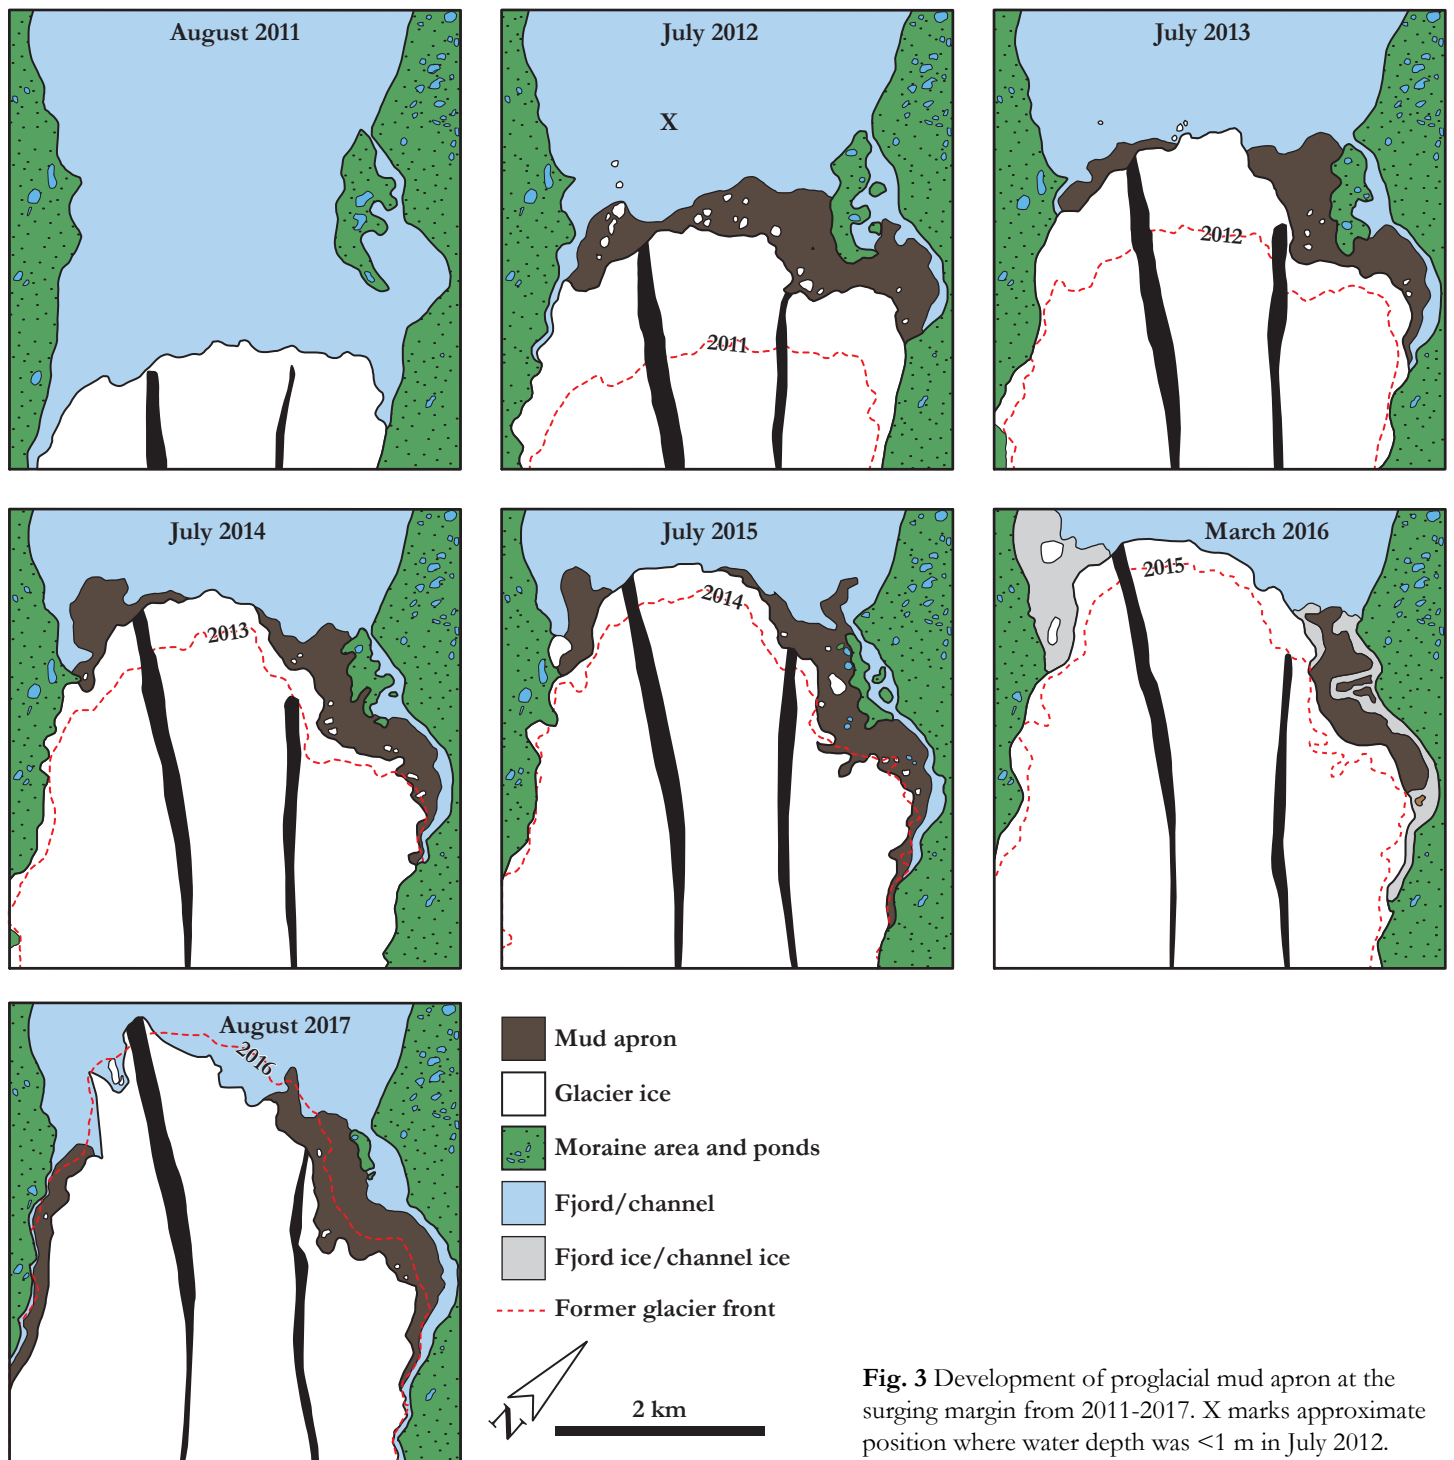 August 2011
July 2012
July 2013
X
2011
2012
July 2014
July 2015
March 2016
2013
2014
2015
August 2017
2016
Mud apron
Glacier ice
Moraine area and ponds
Fjord/channel
Fjord ice/channel ice
Former glacier front
N
2 km
Fig. 3 Development of proglacial mud apron at the
surging margin from 2011-2017. X marks approximate
position where water depth was <1 m in July 2012.